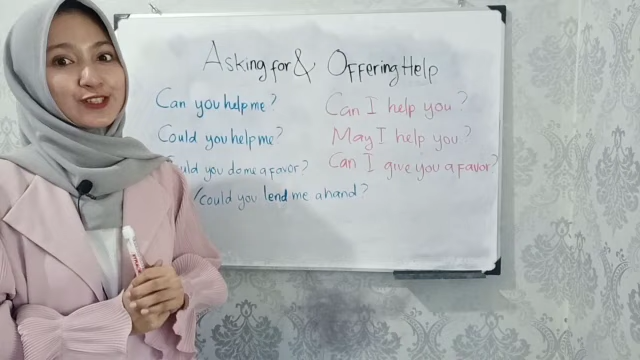 Asking for & Offering Help
Can you help me?
Could you help me?
could you do me a favor?
/could you lend me a hand?
Can I help you?
May I help you?
Can I give you a favor?